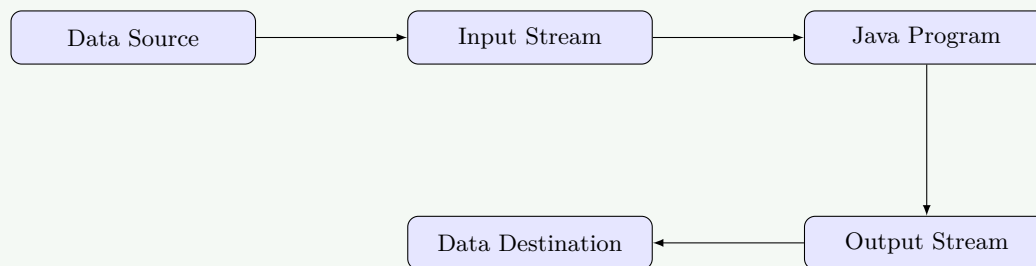 Data Source
Input Stream
Java Program
Data Destination
Output Stream